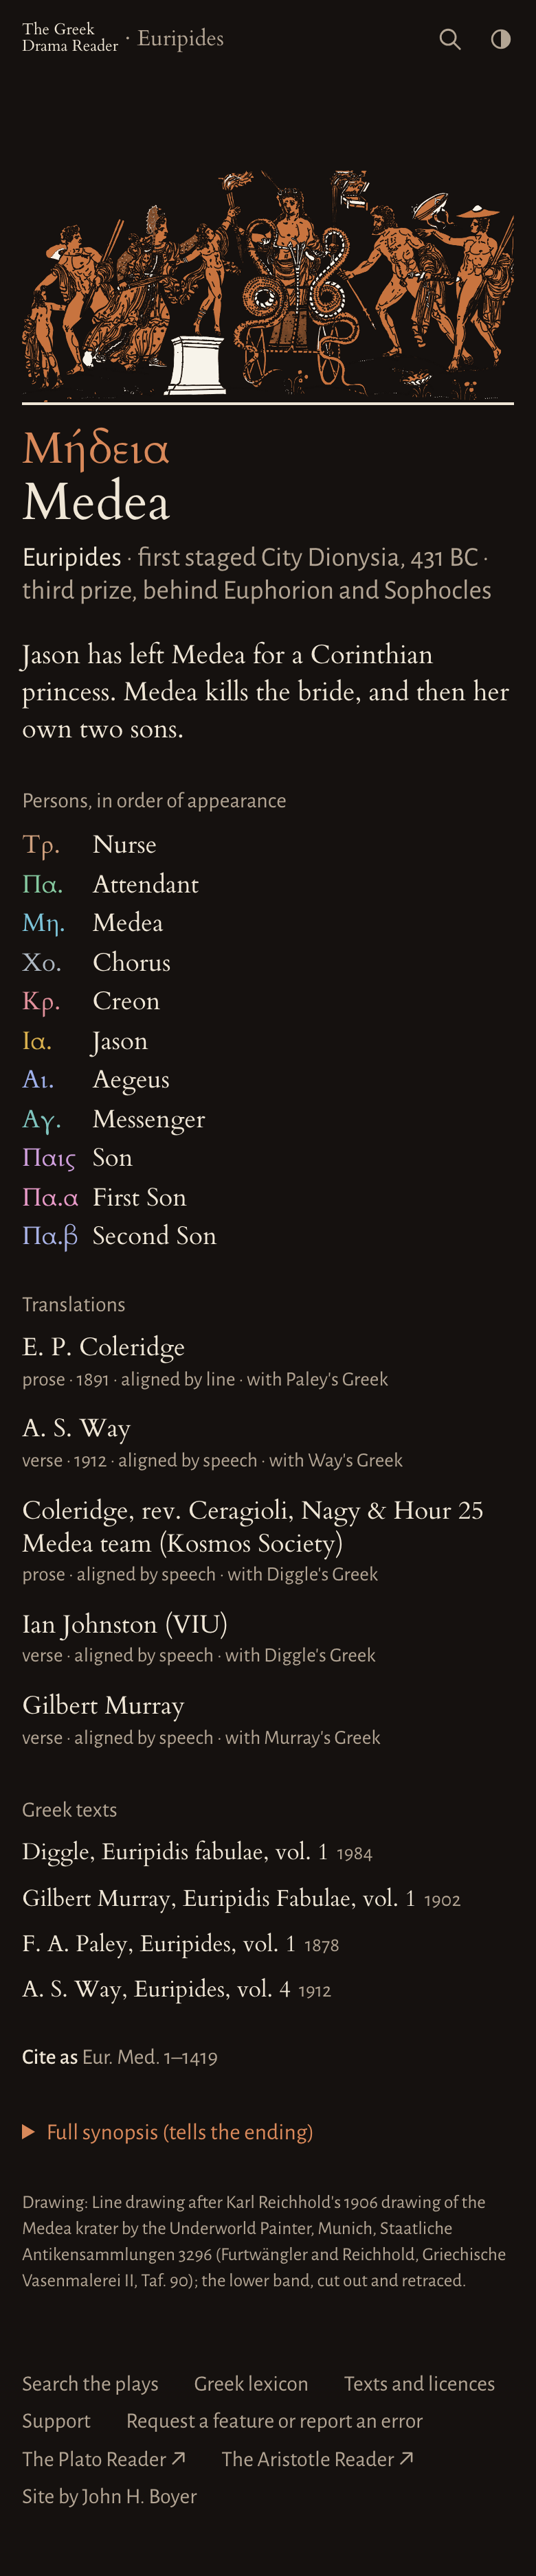 The Greek
Drama Reader · Euripides
Μήδεια
Medea
Euripides · first staged City Dionysia, 431 BC ·
third prize, behind Euphorion and Sophocles
Jason has left Medea for a Corinthian
princess. Medea kills the bride, and then her
own two sons.
Persons, in order of appearance
Τρ. Nurse
Πα. Attendant
Μη. Medea
Χο. Chorus
Κρ. Creon
Ια. Jason
Αι. Aegeus
Αγ. Messenger
Παις Son
Πα.α First Son
Πα.β Second Son
Translations
E. P. Coleridge
prose · 1891 · aligned by line · with Paley's Greek
A. S. Way
verse · 1912 · aligned by speech · with Way's Greek
Coleridge, rev. Ceragioli, Nagy & Hour 25
Medea team (Kosmos Society)
prose · aligned by speech · with Diggle's Greek
Ian Johnston (VIU)
verse · aligned by speech · with Diggle's Greek
Gilbert Murray
verse · aligned by speech · with Murray's Greek
Greek texts
Diggle, Euripidis fabulae, vol. 1 1984
Gilbert Murray, Euripidis Fabulae, vol. 1 1902
F. A. Paley, Euripides, vol. 1 1878
A. S. Way, Euripides, vol. 4 1912
Cite as Eur. Med. 1–1419
▶ Full synopsis (tells the ending)
Drawing: Line drawing after Karl Reichhold's 1906 drawing of the
Medea krater by the Underworld Painter, Munich, Staatliche
Antikensammlungen 3296 (Furtwängler and Reichhold, Griechische
Vasenmalerei II, Taf. 90); the lower band, cut out and retraced.
Search the plays Greek lexicon Texts and licences
Support Request a feature or report an error
The Plato Reader ↗ The Aristotle Reader ↗
Site by John H. Boyer